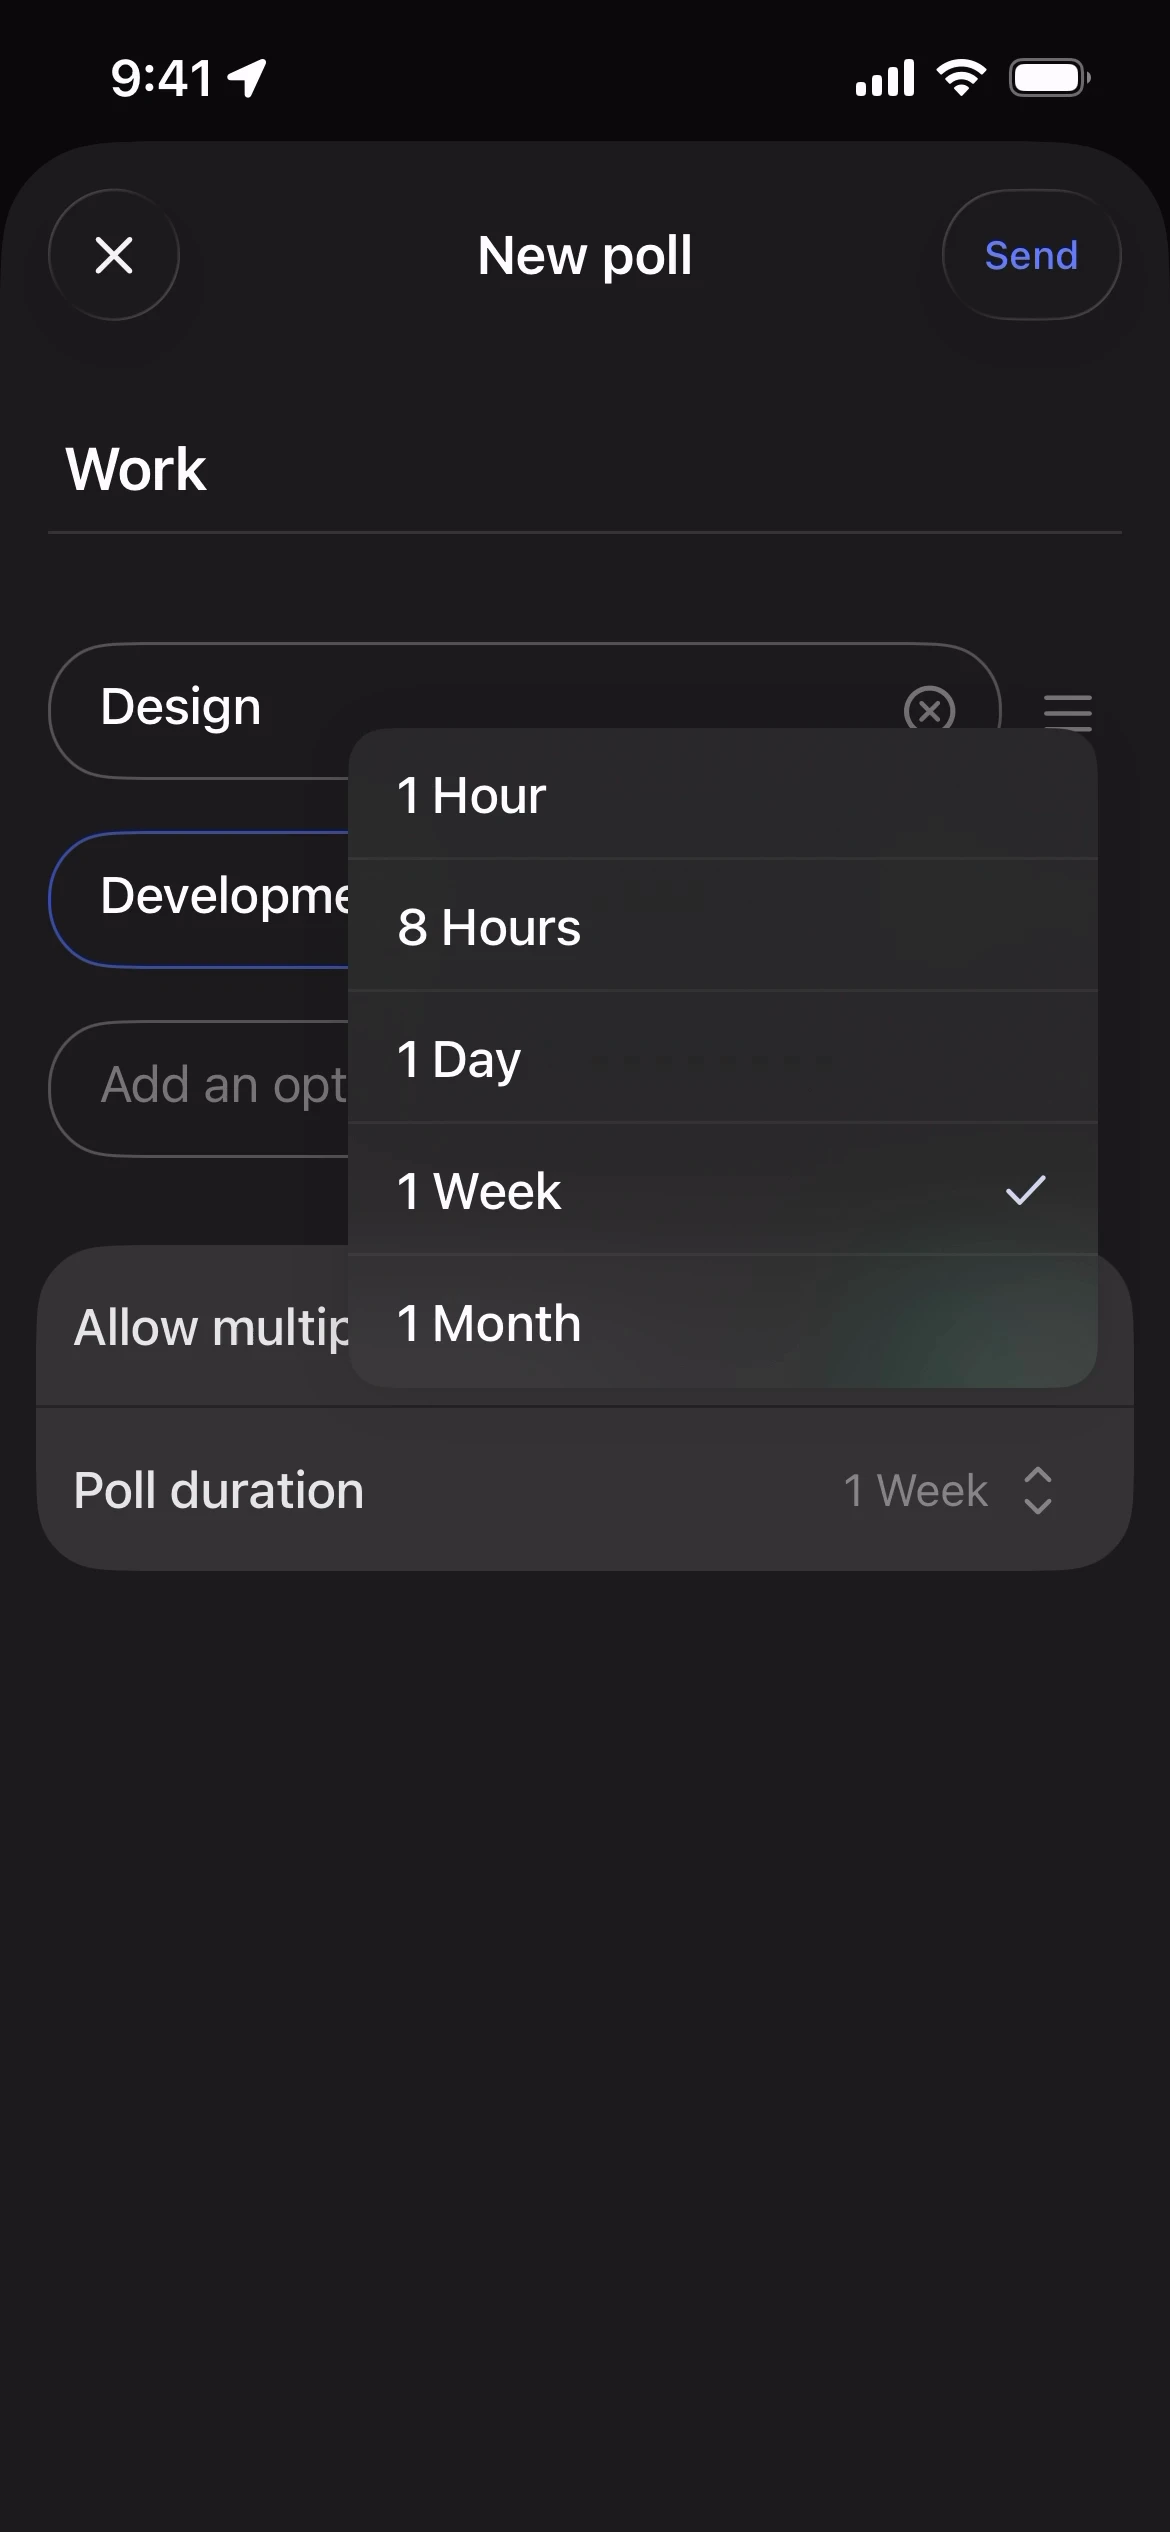 9:41
New poll
Send
Work
Design
1 Hour
Developme
8 Hours
1 Day
Add an opt
1 Week
Allow multip
1 Month
Poll duration
1 Week